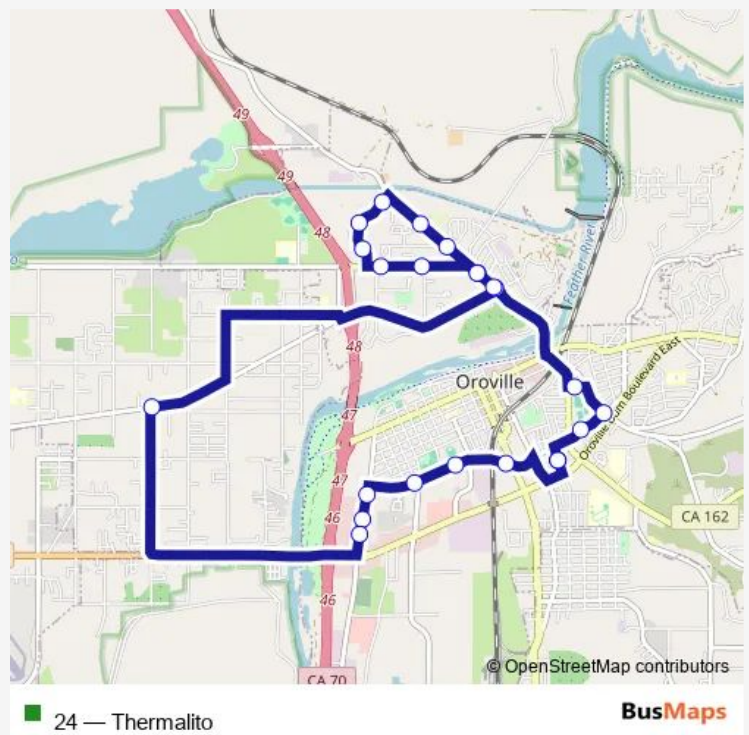 49
49
48
Feather River
48
Oroville
Oroville Dam Boulevard East
47
47
46
CA 162
46
© OpenStreetMap contributors
CA 70
24 — Thermalito
BusMaps